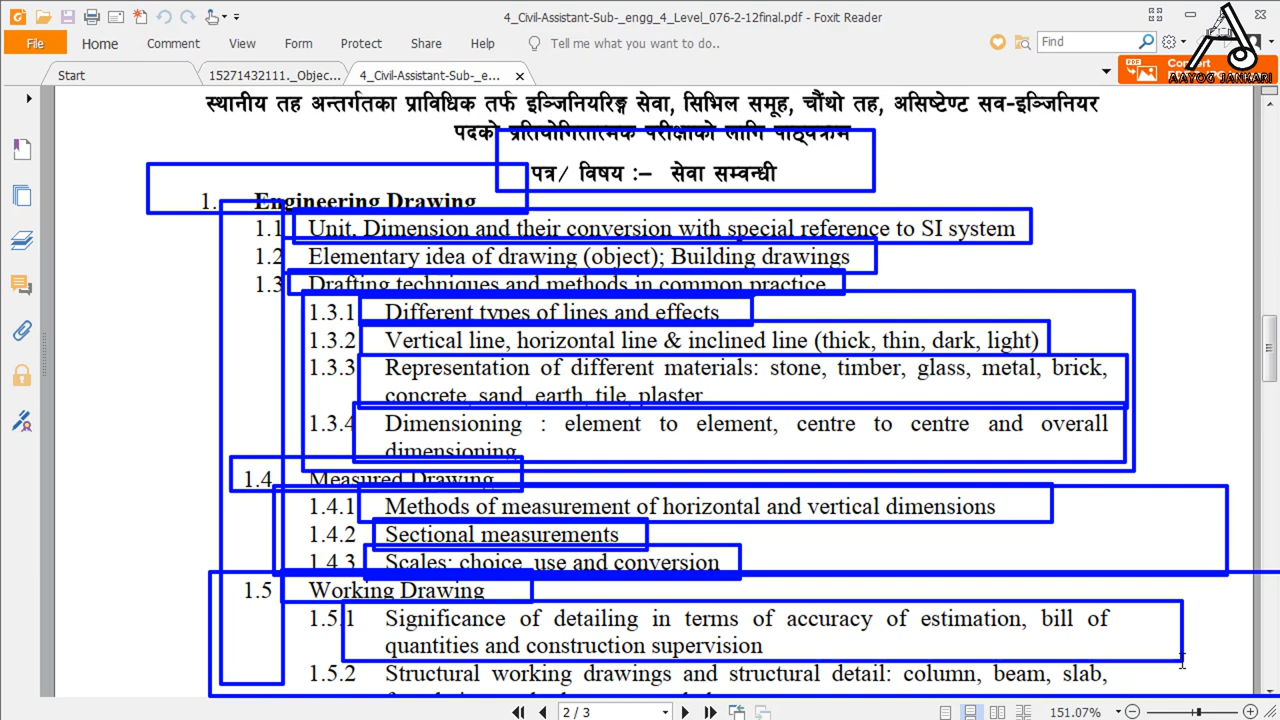 4_Civil-Assistant-Sub-_engg_4_Level_076-2-12final.pdf - Foxit Reader
File Home Comment View Form Protect Share Help Tell me what you want to do.. Find
Start 15271432111._Objec... 4_Civil-Assistant-Sub-_e... Convert
AAYOG JANKARI
स्थानीय तह अन्तर्गतका प्राविधिक तर्फ इञ्जिनियरिङ्ग सेवा, सिभिल समूह, चौंथो तह, असिष्टेण्ट सव-इञ्जिनियर
पदको प्रतियोगितात्मक परीक्षाको लागि पाठ्यक्रम
पत्र/ विषय :– सेवा सम्वन्धी
1. Engineering Drawing
1.1 Unit, Dimension and their conversion with special reference to SI system
1.2 Elementary idea of drawing (object); Building drawings
1.3 Drafting techniques and methods in common practice
1.3.1 Different types of lines and effects
1.3.2 Vertical line, horizontal line & inclined line (thick, thin, dark, light)
1.3.3 Representation of different materials: stone, timber, glass, metal, brick,
concrete, sand, earth, tile, plaster
1.3.4 Dimensioning : element to element, centre to centre and overall
dimensioning
1.4 Measured Drawing
1.4.1 Methods of measurement of horizontal and vertical dimensions
1.4.2 Sectional measurements
1.4.3 Scales: choice, use and conversion
1.5 Working Drawing
1.5.1 Significance of detailing in terms of accuracy of estimation, bill of
quantities and construction supervision
1.5.2 Structural working drawings and structural detail: column, beam, slab,
2 / 3 151.07%